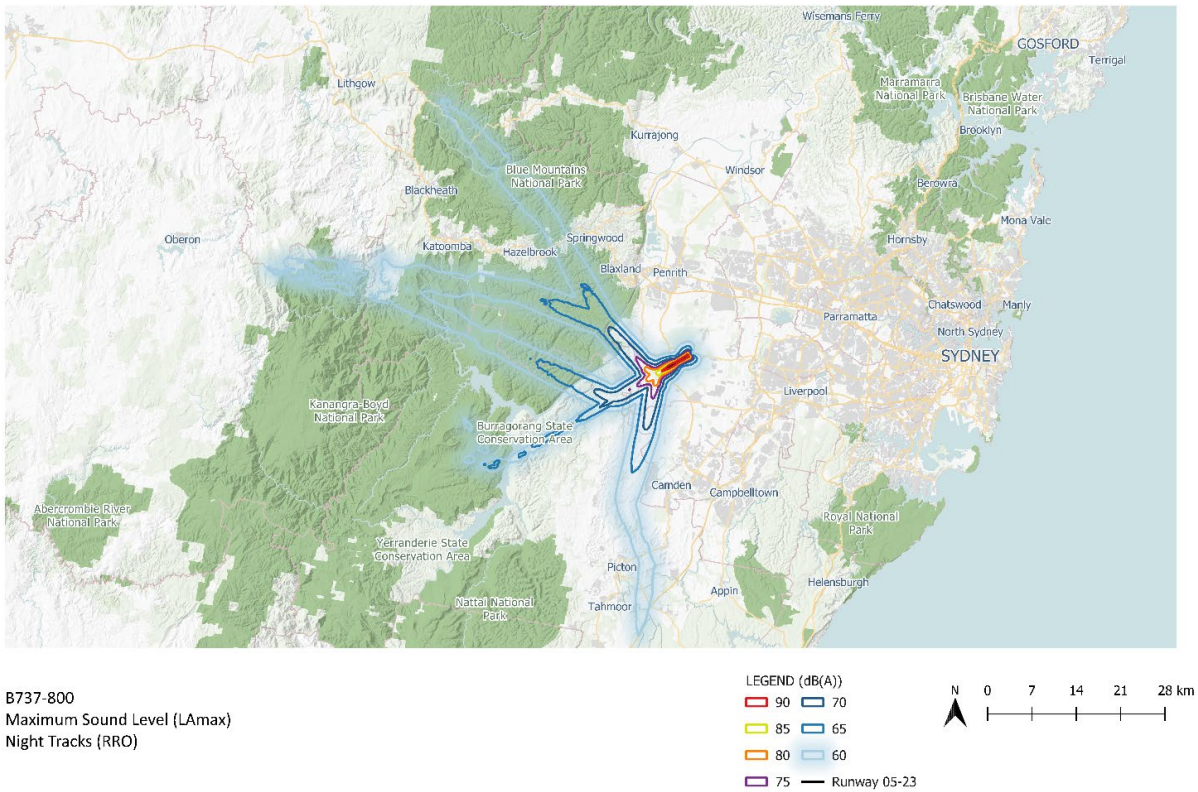 Wisemans Ferry
GOSFORD
Terrigal
Lithgow
Marramarra
National Park
Brisbane Water
National Park
Brooklyn
Kurrajong
Blue Mountains
National Park
Windsor
Blackheath
Berowra
Mona Vale
Oberon
Katoomba
Hazelbrook
Springwood
Hornsby
Blaxland
Penrith
Chatswood
Manly
Parramatta
North Sydney
SYDNEY
Liverpool
Kanangra-Boyd
National Park
Burragorang State
Conservation Area
Camden
Campbelltown
Abercrombie River
National Park
Royal National
Park
Yerranderie State
Conservation Area
Picton
Helensburgh
Appin
Nattai National
Park
Tahmoor
B737-800
Maximum Sound Level (LAmax)
Night Tracks (RRO)
LEGEND (dB(A))
90 70
85 65
80 60
75 Runway 05-23
N
0 7 14 21 28 km